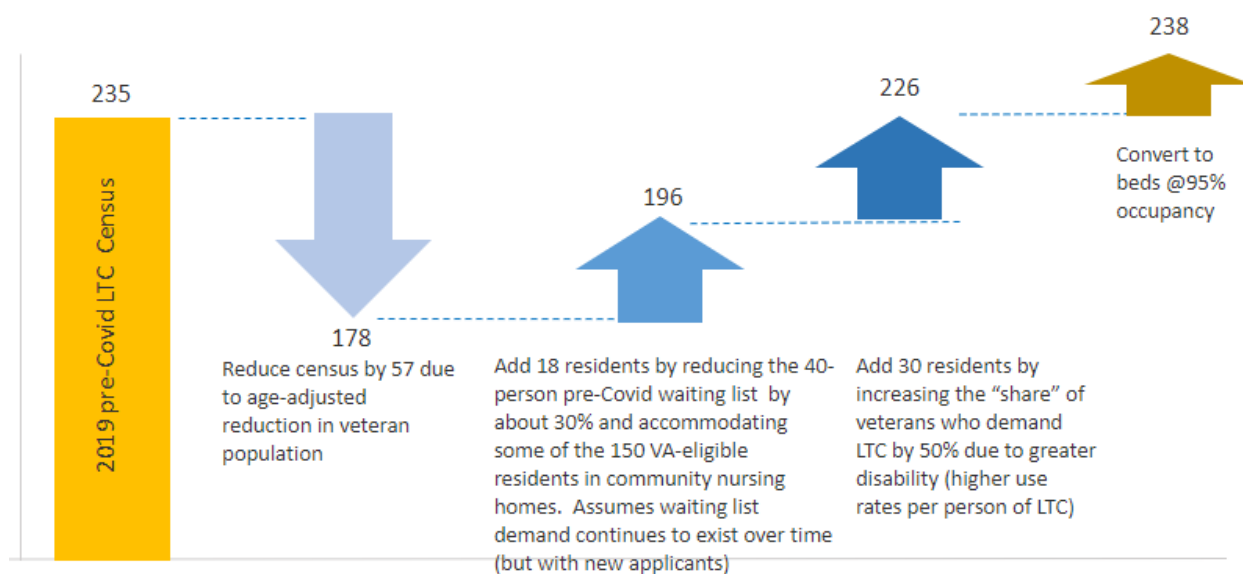 235
2019 pre-Covid LTC Census
178
Reduce census by 57 due
to age-adjusted
reduction in veteran
population
196
Add 18 residents by reducing the 40-
person pre-Covid waiting list by
about 30% and accommodating
some of the 150 VA-eligible
residents in community nursing
homes. Assumes waiting list
demand continues to exist over time
(but with new applicants)
226
Add 30 residents by
increasing the “share” of
veterans who demand
LTC by 50% due to greater
disability (higher use
rates per person of LTC)
238
Convert to
beds @95%
occupancy